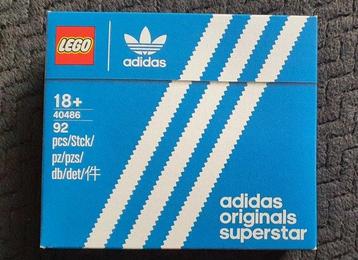 LEGO
adidas
18+
40486
92
pcs/Stck/
pz/pzs/
db/det/件
adidas
originals
superstar